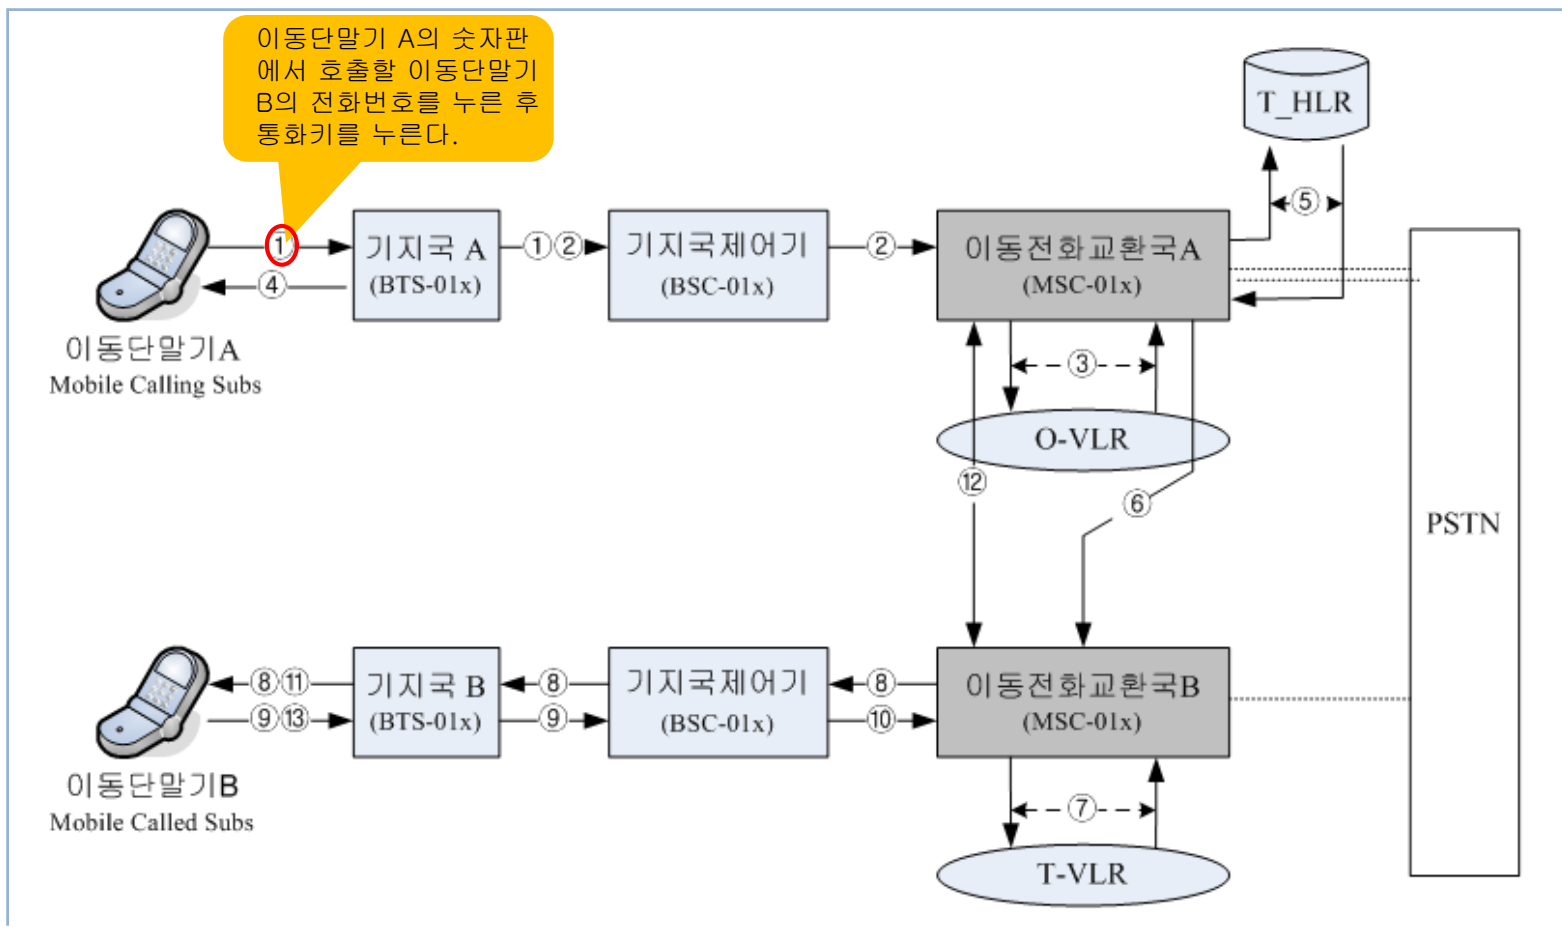 이동단말기 A의 숫자판
에서 호출할 이동단말기
B의 전화번호를 누른 후
통화키를 누른다.
T_HLR
⑤
① 기지국 A ①② 기지국제어기 ② 이동전화교환국A
④ (BTS-01x) (BSC-01x) (MSC-01x)
이동단말기A
Mobile Calling Subs
③
O-VLR
⑫
⑥
PSTN
⑧⑪ 기지국 B ⑧ 기지국제어기 ⑧ 이동전화교환국B
⑨⑬ (BTS-01x) ⑨ (BSC-01x) ⑩ (MSC-01x)
이동단말기B
Mobile Called Subs
⑦
T-VLR